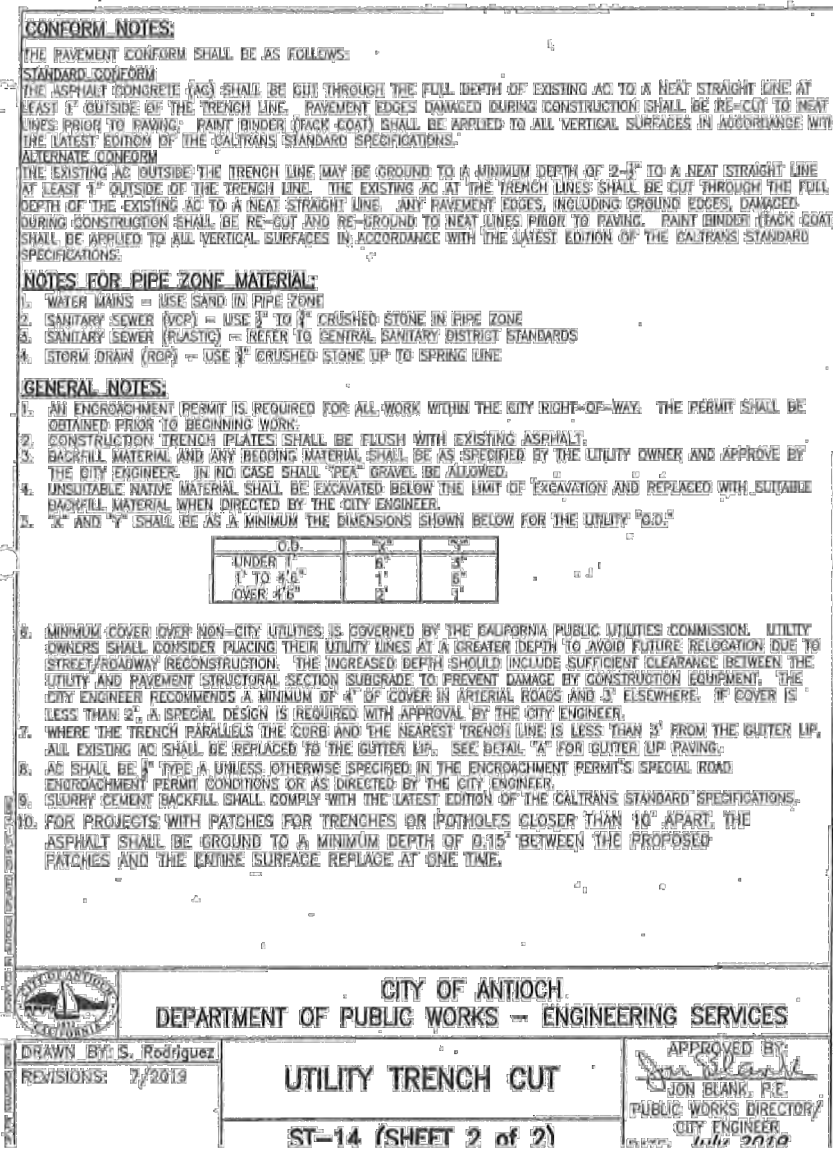 CONFORM NOTES:
THE PAVEMENT CONFORM SHALL BE AS FOLLOWS:
STANDARD CONFORM
THE ASPHALT CONCRETE (AC) SHALL BE CUT THROUGH THE FULL DEPTH OF EXISTING AC TO A NEAT STRAIGHT LINE AT
LEAST 1' OUTSIDE OF THE TRENCH LINE. PAVEMENT EDGES DAMAGED DURING CONSTRUCTION SHALL BE RE-CUT TO NEAT
LINES PRIOR TO PAVING. PAINT BINDER (TACK COAT) SHALL BE APPLIED TO ALL VERTICAL SURFACES IN ACCORDANCE WITH
THE LATEST EDITION OF THE CALTRANS STANDARD SPECIFICATIONS.
ALTERNATE CONFORM
THE EXISTING AC OUTSIDE THE TRENCH LINE MAY BE GROUND TO A MINIMUM DEPTH OF TO A NEAT STRAIGHT LINE
AT LEAST 1' OUTSIDE OF THE TRENCH LINE. THE EXISTING AC AT THE TRENCH LINES SHALL BE CUT THROUGH THE FULL
DEPTH OF THE EXISTING AC TO A NEAT STRAIGHT LINE. ANY PAVEMENT EDGES, INCLUDING GROUND EDGES, DAMAGED
DURING CONSTRUCTION SHALL BE RE-CUT AND RE-GROUND TO NEAT LINES PRIOR TO PAVING. PAINT BINDER (TACK COAT
SHALL BE APPLIED TO ALL VERTICAL SURFACES IN ACCORDANCE WITH THE LATEST EDITION OF THE CALTRANS STANDARD
SPECIFICATIONS.
NOTES FOR PIPE ZONE MATERIAL:
1. WATER MAINS – USE SAND IN PIPE ZONE
2. SANITARY SEWER (VCP) – USE TO CRUSHED STONE IN PIPE ZONE
3. SANITARY SEWER (PLASTIC) – REFER TO CENTRAL SANITARY DISTRICT STANDARDS
4. STORM DRAIN (RCP) – USE CRUSHED STONE UP TO SPRING LINE
GENERAL NOTES:
1. AN ENCROACHMENT PERMIT IS REQUIRED FOR ALL WORK WITHIN THE CITY RIGHT-OF-WAY. THE PERMIT SHALL BE
OBTAINED PRIOR TO BEGINNING WORK.
2. CONSTRUCTION TRENCH PLATES SHALL BE FLUSH WITH EXISTING ASPHALT.
3. BACKFILL MATERIAL AND ANY BEDDING MATERIAL SHALL BE AS SPECIFIED BY THE UTILITY OWNER AND APPROVE BY
THE CITY ENGINEER. IN NO CASE SHALL "PEA" GRAVEL BE ALLOWED.
4. UNSUITABLE NATIVE MATERIAL SHALL BE EXCAVATED BELOW THE LIMIT OF EXCAVATION AND REPLACED WITH SUITABLE
BACKFILL MATERIAL WHEN DIRECTED BY THE CITY ENGINEER.
5. "X" AND "Y" SHALL BE AS A MINIMUM THE DIMENSIONS SHOWN BELOW FOR THE UTILITY "O.D."
O.D. "X" "Y"
UNDER 1' 6" 3"
1' TO 4'6" 1' 6"
OVER 4'6" 2' 1'
6. MINIMUM COVER OVER NON-CITY UTILITIES IS GOVERNED BY THE CALIFORNIA PUBLIC UTILITIES COMMISSION. UTILITY
OWNERS SHALL CONSIDER PLACING THEIR UTILITY LINES AT A GREATER DEPTH TO AVOID FUTURE RELOCATION DUE TO
STREET/ROADWAY RECONSTRUCTION. THE INCREASED DEPTH SHOULD INCLUDE SUFFICIENT CLEARANCE BETWEEN THE
UTILITY AND PAVEMENT STRUCTURAL SECTION SUBGRADE TO PREVENT DAMAGE BY CONSTRUCTION EQUIPMENT. THE
CITY ENGINEER RECOMMENDS A MINIMUM OF 4' OF COVER IN ARTERIAL ROADS AND 3' ELSEWHERE. IF COVER IS
LESS THAN 2', A SPECIAL DESIGN IS REQUIRED WITH APPROVAL BY THE CITY ENGINEER.
7. WHERE THE TRENCH PARALLELS THE CURB AND THE NEAREST TRENCH LINE IS LESS THAN 3' FROM THE GUTTER LIP,
ALL EXISTING AC SHALL BE REPLACED TO THE GUTTER LIP. SEE DETAIL "A" FOR GUTTER LIP PAVING.
8. AC SHALL BE TYPE A UNLESS OTHERWISE SPECIFIED IN THE ENCROACHMENT PERMIT'S SPECIAL ROAD
ENCROACHMENT PERMIT CONDITIONS OR AS DIRECTED BY THE CITY ENGINEER.
9. SLURRY CEMENT BACKFILL SHALL COMPLY WITH THE LATEST EDITION OF THE CALTRANS STANDARD SPECIFICATIONS.
10. FOR PROJECTS WITH PATCHES FOR TRENCHES OR POTHOLES CLOSER THAN 10' APART, THE
ASPHALT SHALL BE GROUND TO A MINIMUM DEPTH OF 0.15' BETWEEN THE PROPOSED
PATCHES AND THE ENTIRE SURFACE REPLACE AT ONE TIME.
CITY OF ANTIOCH
CALIFORNIA
CITY OF ANTIOCH
DEPARTMENT OF PUBLIC WORKS – ENGINEERING SERVICES
DRAWN BY: S. Rodriguez
REVISIONS: 7/2019
UTILITY TRENCH CUT
ST-14 (SHEET 2 of 2)
APPROVED BY:
Jon Blank
JON BLANK, P.E.
PUBLIC WORKS DIRECTOR/
CITY ENGINEER
DATE: July 2019